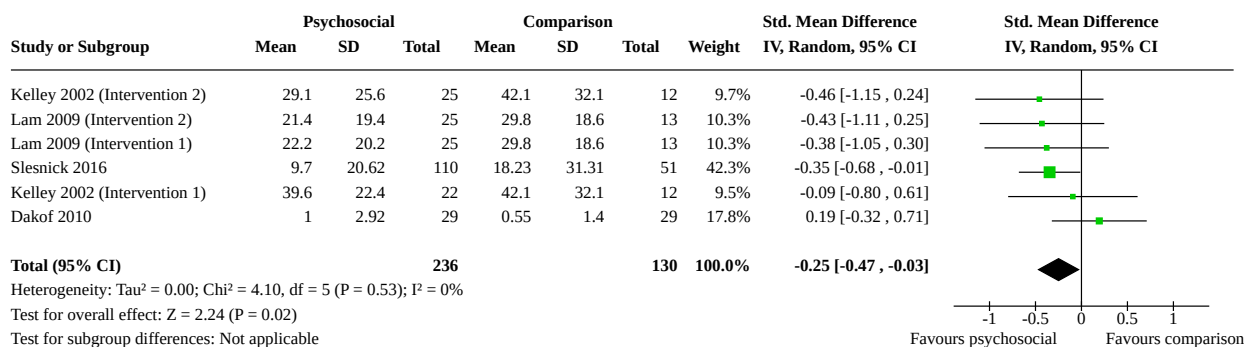 Psychosocial Comparison Std. Mean Difference Std. Mean Difference
Study or Subgroup Mean SD Total Mean SD Total Weight IV, Random, 95% CI IV, Random, 95% CI
Kelley 2002 (Intervention 2) 29.1 25.6 25 42.1 32.1 12 9.7% -0.46 [-1.15 , 0.24]
Lam 2009 (Intervention 2) 21.4 19.4 25 29.8 18.6 13 10.3% -0.43 [-1.11 , 0.25]
Lam 2009 (Intervention 1) 22.2 20.2 25 29.8 18.6 13 10.3% -0.38 [-1.05 , 0.30]
Slesnick 2016 9.7 20.62 110 18.23 31.31 51 42.3% -0.35 [-0.68 , -0.01]
Kelley 2002 (Intervention 1) 39.6 22.4 22 42.1 32.1 12 9.5% -0.09 [-0.80 , 0.61]
Dakof 2010 1 2.92 29 0.55 1.4 29 17.8% 0.19 [-0.32 , 0.71]
Total (95% CI) 236 130 100.0% -0.25 [-0.47 , -0.03]
Heterogeneity: Tau² = 0.00; Chi² = 4.10, df = 5 (P = 0.53); I² = 0%
Test for overall effect: Z = 2.24 (P = 0.02)
-1 -0.5 0 0.5 1
Test for subgroup differences: Not applicable
Favours psychosocial Favours comparison